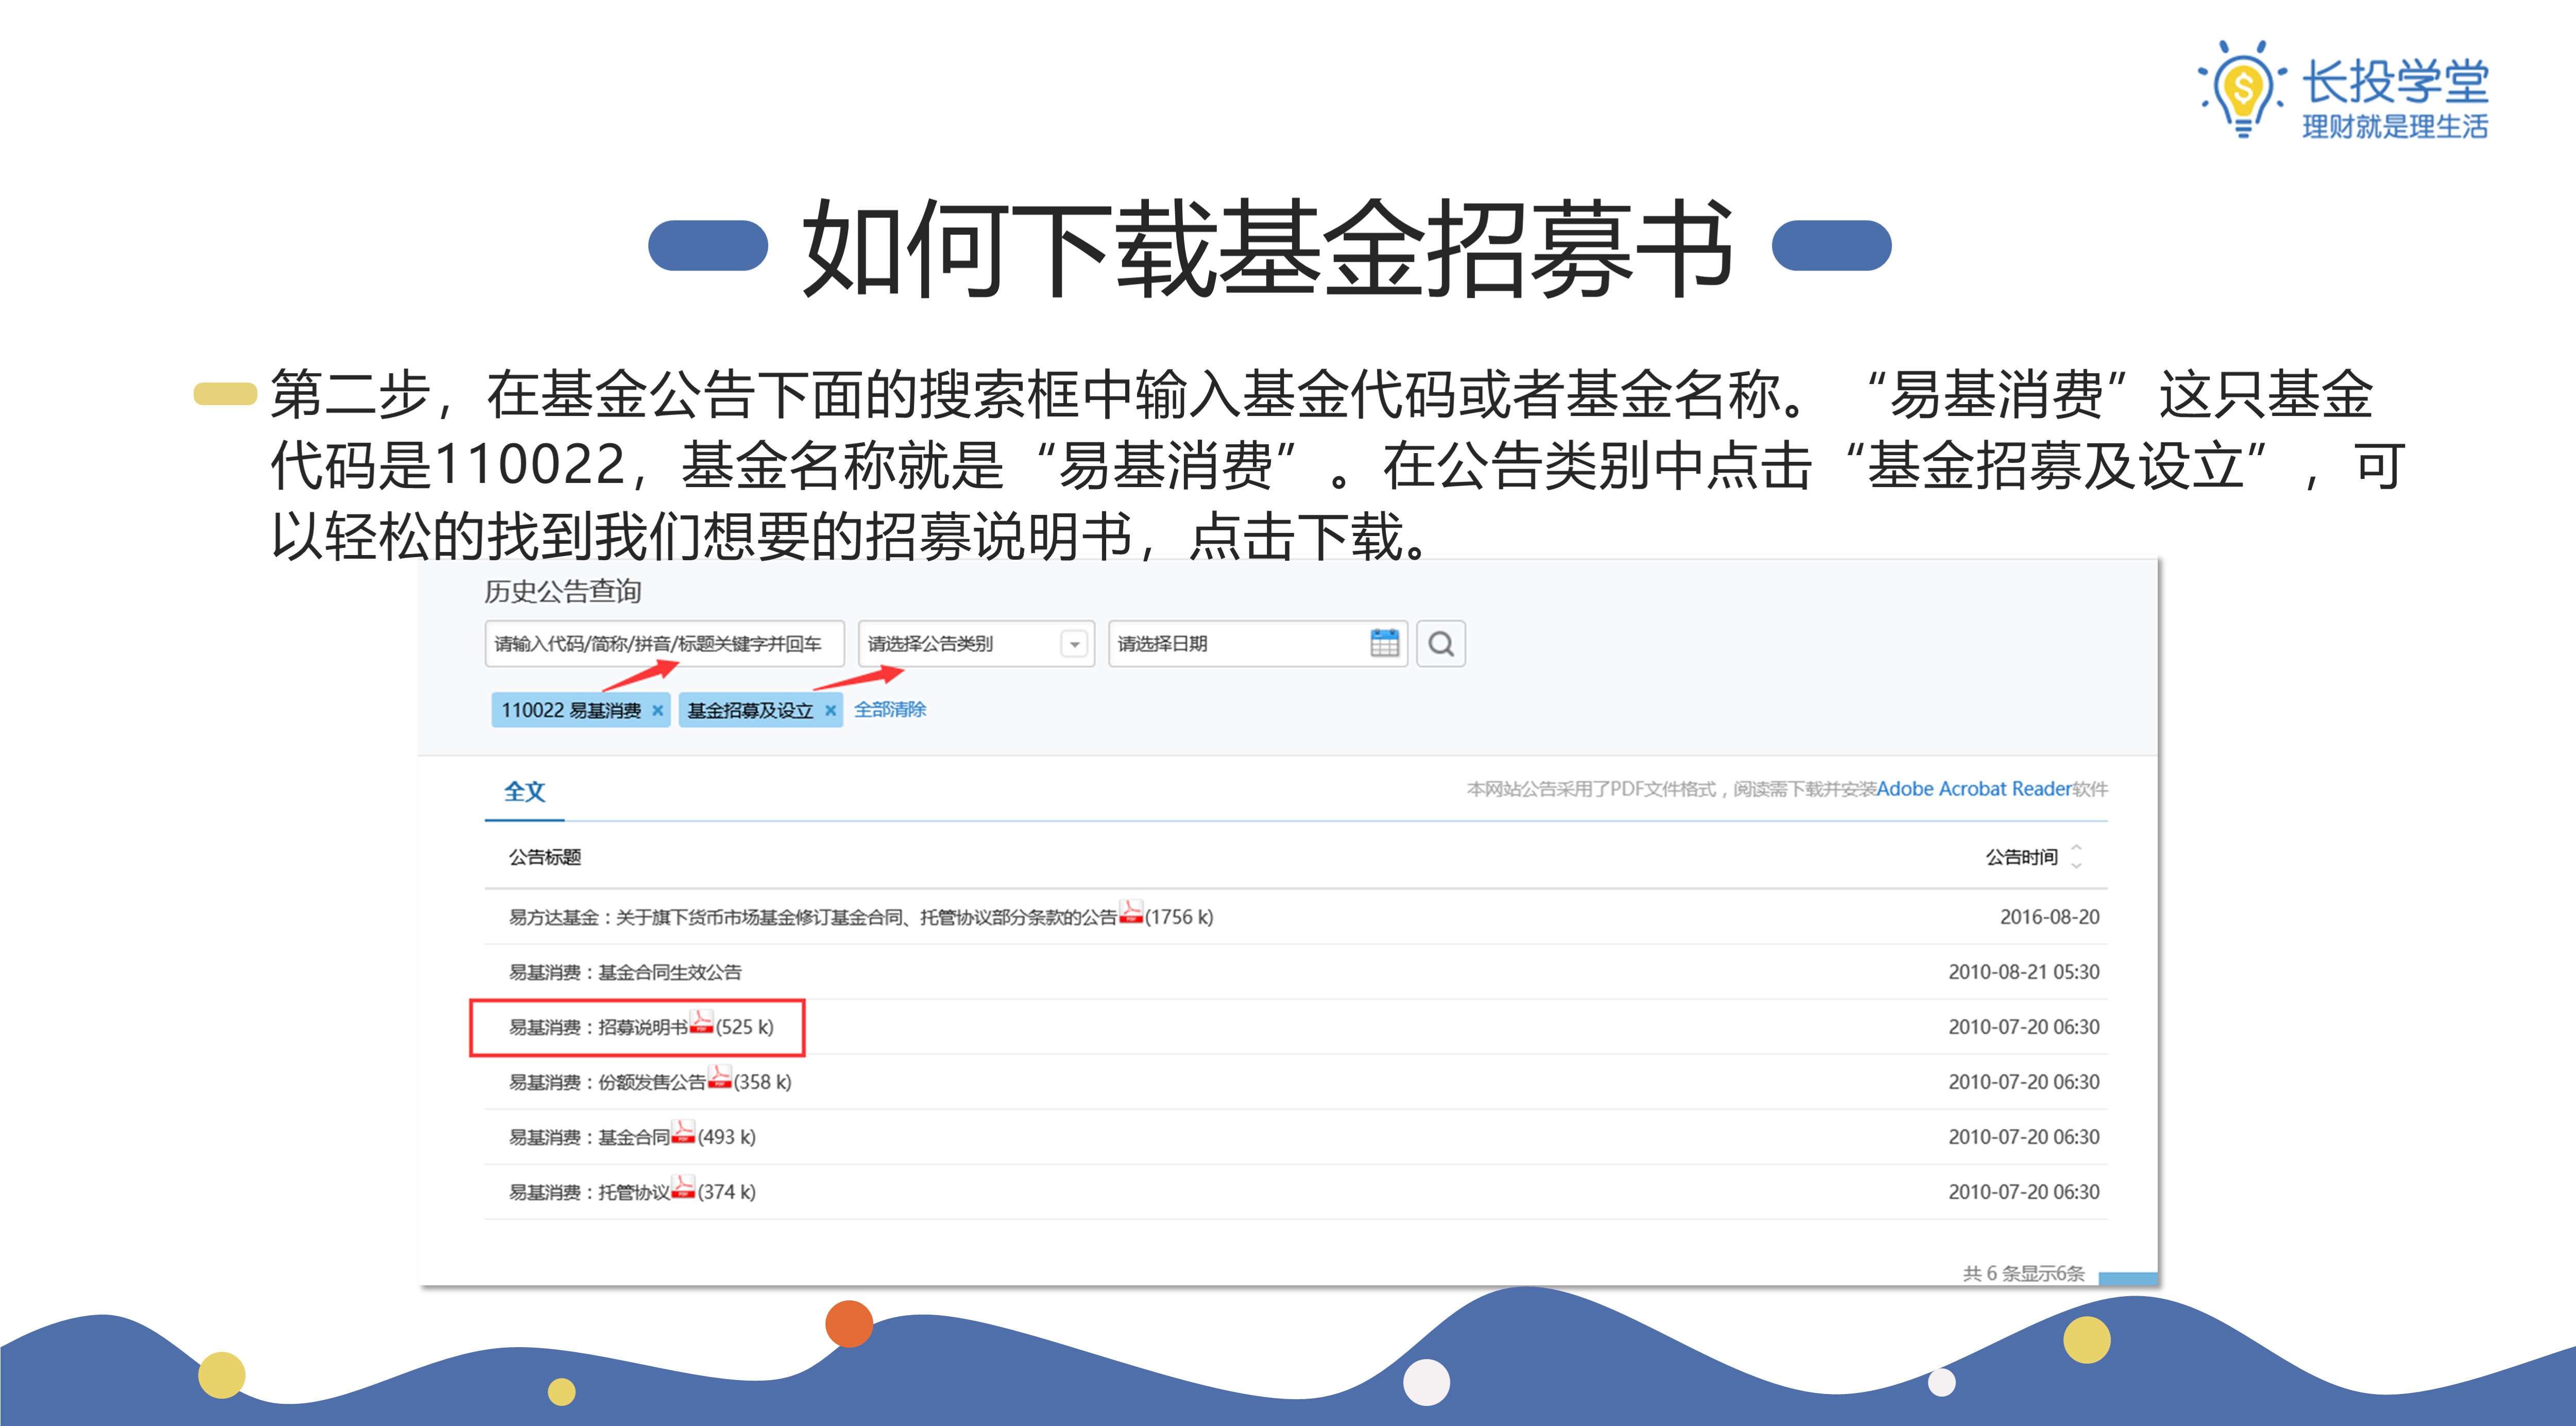 长投学堂
理财就是理生活
如何下载基金招募书
第二步，在基金公告下面的搜索框中输入基金代码或者基金名称。“易基消费”这只基金
代码是110022，基金名称就是“易基消费”。在公告类别中点击“基金招募及设立”，可
以轻松的找到我们想要的招募说明书，点击下载。
历史公告查询
请输入代码/简称/拼音/标题关键字并回车 请选择公告类别 请选择日期
110022 易基消费 × 基金招募及设立 × 全部清除
全文 本网站公告采用了PDF文件格式，阅读需下载并安装Adobe Acrobat Reader软件
公告标题 公告时间
易方达基金：关于旗下货币市场基金修订基金合同、托管协议部分条款的公告(1756 k) 2016-08-20
易基消费：基金合同生效公告 2010-08-21 05:30
易基消费：招募说明书(525 k) 2010-07-20 06:30
易基消费：份额发售公告(358 k) 2010-07-20 06:30
易基消费：基金合同(493 k) 2010-07-20 06:30
易基消费：托管协议(374 k) 2010-07-20 06:30
共 6 条显示6条